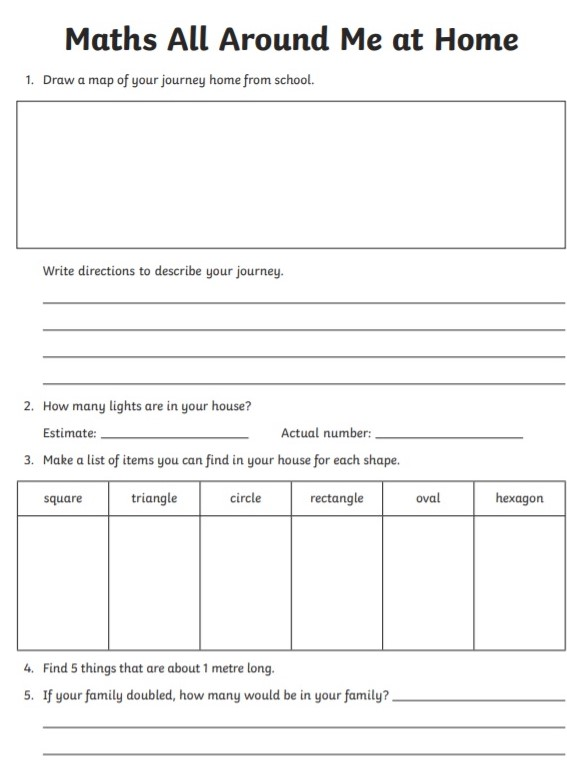 Maths All Around Me at Home
1. Draw a map of your journey home from school.
Write directions to describe your journey.
2. How many lights are in your house?
Estimate: ____________________ Actual number: ____________________
3. Make a list of items you can find in your house for each shape.
square triangle circle rectangle oval hexagon
4. Find 5 things that are about 1 metre long.
5. If your family doubled, how many would be in your family? ____________________